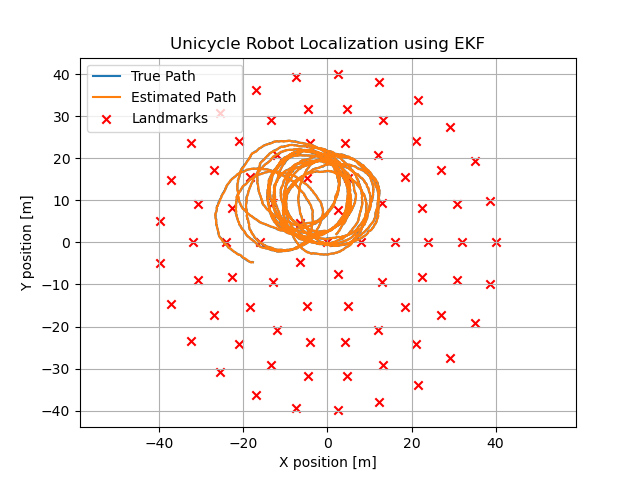 Unicycle Robot Localization using EKF
True Path
Estimated Path
Landmarks
40
30
20
10
0
−10
−20
−30
−40
Y position [m]
−40
−20
0
20
40
X position [m]